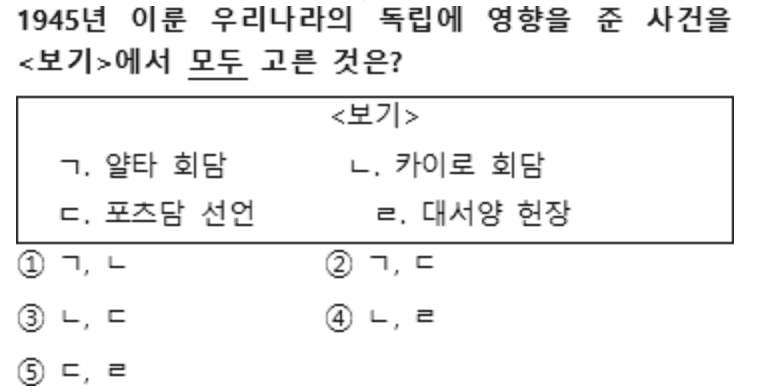 1945년 이룬 우리나라의 독립에 영향을 준 사건을
<보기>에서 모두 고른 것은?
<보기>
ㄱ. 얄타 회담 ㄴ. 카이로 회담
ㄷ. 포츠담 선언 ㄹ. 대서양 헌장
① ㄱ, ㄴ ② ㄱ, ㄷ
③ ㄴ, ㄷ ④ ㄴ, ㄹ
⑤ ㄷ, ㄹ